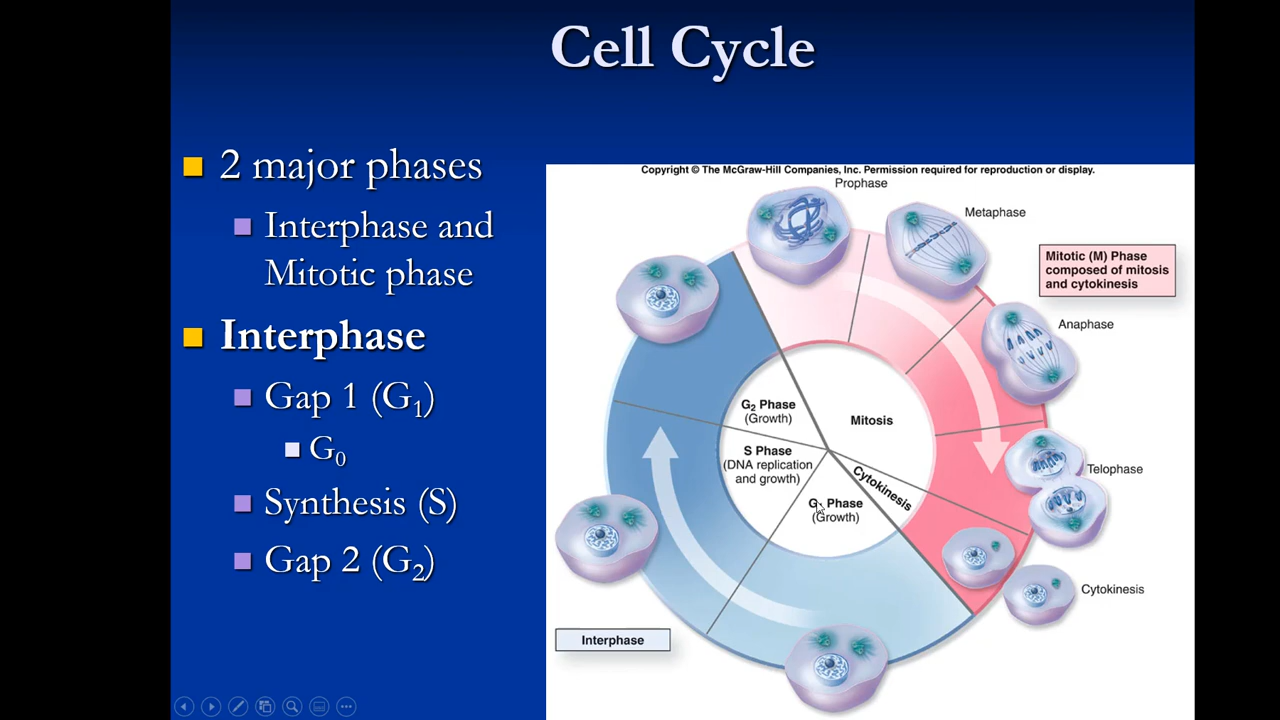 Cell Cycle
2 major phases
Interphase and
Mitotic phase
Interphase
Gap 1 (G₁)
G₀
Synthesis (S)
Gap 2 (G₂)
Copyright © The McGraw-Hill Companies, Inc. Permission required for reproduction or display.
Prophase
Metaphase
Mitotic (M) Phase
composed of mitosis
and cytokinesis
Anaphase
G₂ Phase
(Growth)
Mitosis
S Phase
(DNA replication
and growth)
Telophase
Cytokinesis
G₁ Phase
(Growth)
Cytokinesis
Interphase